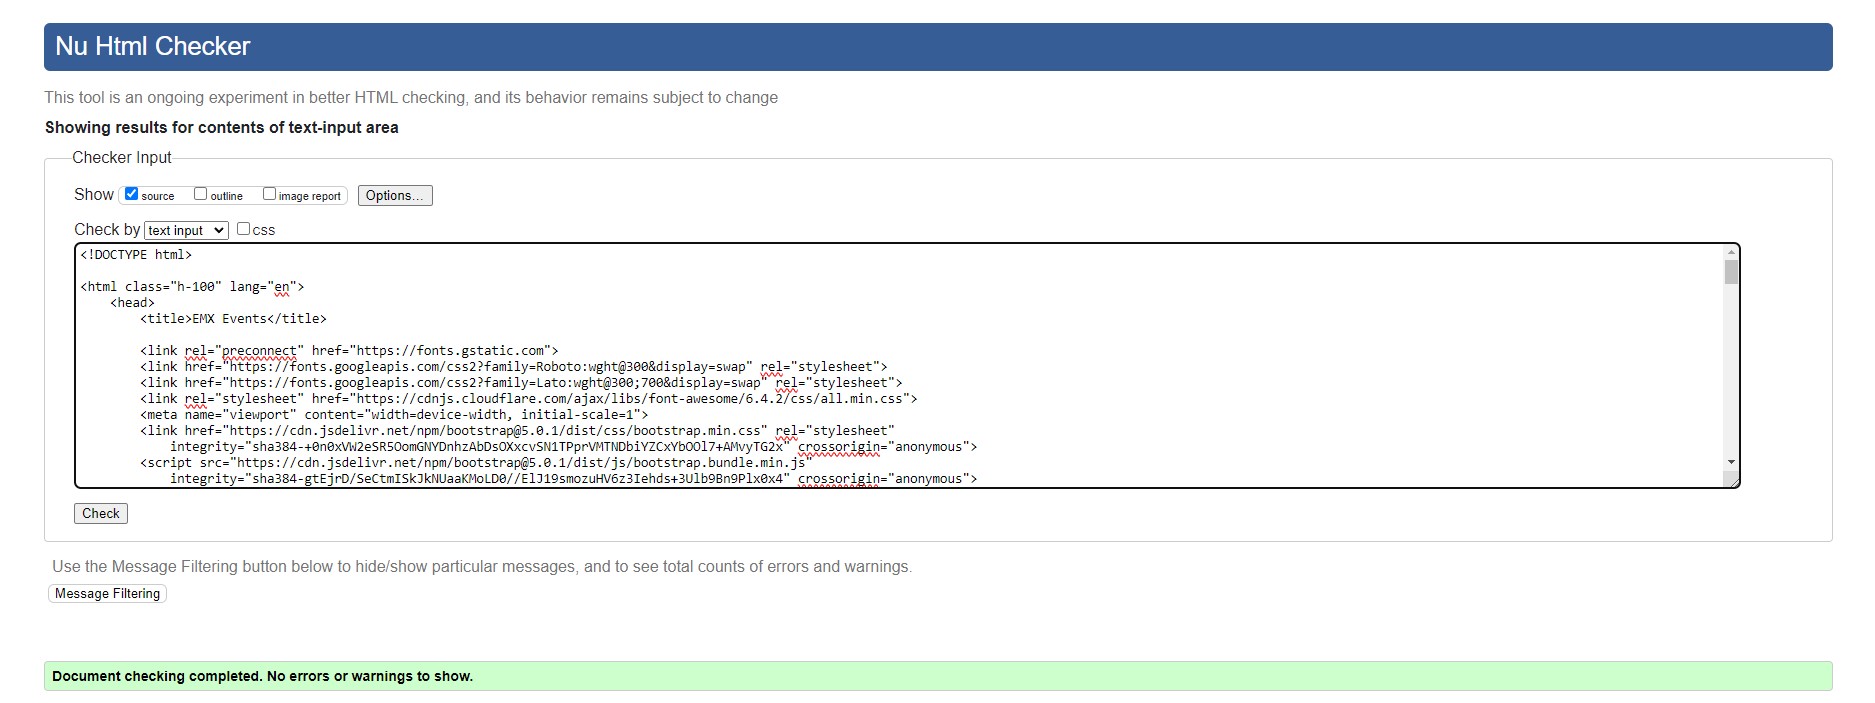 Nu Html Checker
This tool is an ongoing experiment in better HTML checking, and its behavior remains subject to change
Showing results for contents of text-input area
Checker Input
Show source outline image report Options...
Check by text input css
<!DOCTYPE html>
<html class="h-100" lang="en">
<head>
<title>EMX Events</title>
<link rel="preconnect" href="https://fonts.gstatic.com">
<link href="https://fonts.googleapis.com/css2?family=Roboto:wght@300&display=swap" rel="stylesheet">
<link href="https://fonts.googleapis.com/css2?family=Lato:wght@300;700&display=swap" rel="stylesheet">
<link rel="stylesheet" href="https://cdnjs.cloudflare.com/ajax/libs/font-awesome/6.4.2/css/all.min.css">
<meta name="viewport" content="width=device-width, initial-scale=1">
<link href="https://cdn.jsdelivr.net/npm/bootstrap@5.0.1/dist/css/bootstrap.min.css" rel="stylesheet"
integrity="sha384-+0n0xVW2eSR5OomGNYDnhzAbDsOXxcvSN1TPprVMTNDbiYZCxYbOOl7+AMvyTG2x" crossorigin="anonymous">
<script src="https://cdn.jsdelivr.net/npm/bootstrap@5.0.1/dist/js/bootstrap.bundle.min.js"
integrity="sha384-gtEjrD/SeCtmISkJkNUaaKMoLD0//ElJ19smozuHV6z3Iehds+3Ulb9Bn9Plx0x4" crossorigin="anonymous">
Check
Use the Message Filtering button below to hide/show particular messages, and to see total counts of errors and warnings.
Message Filtering
Document checking completed. No errors or warnings to show.